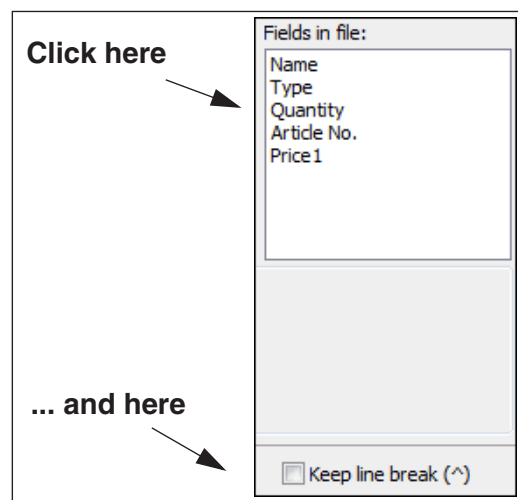 Click here
Fields in file:
Name
Type
Quantity
Article No.
Price1
... and here
Keep line break (^)